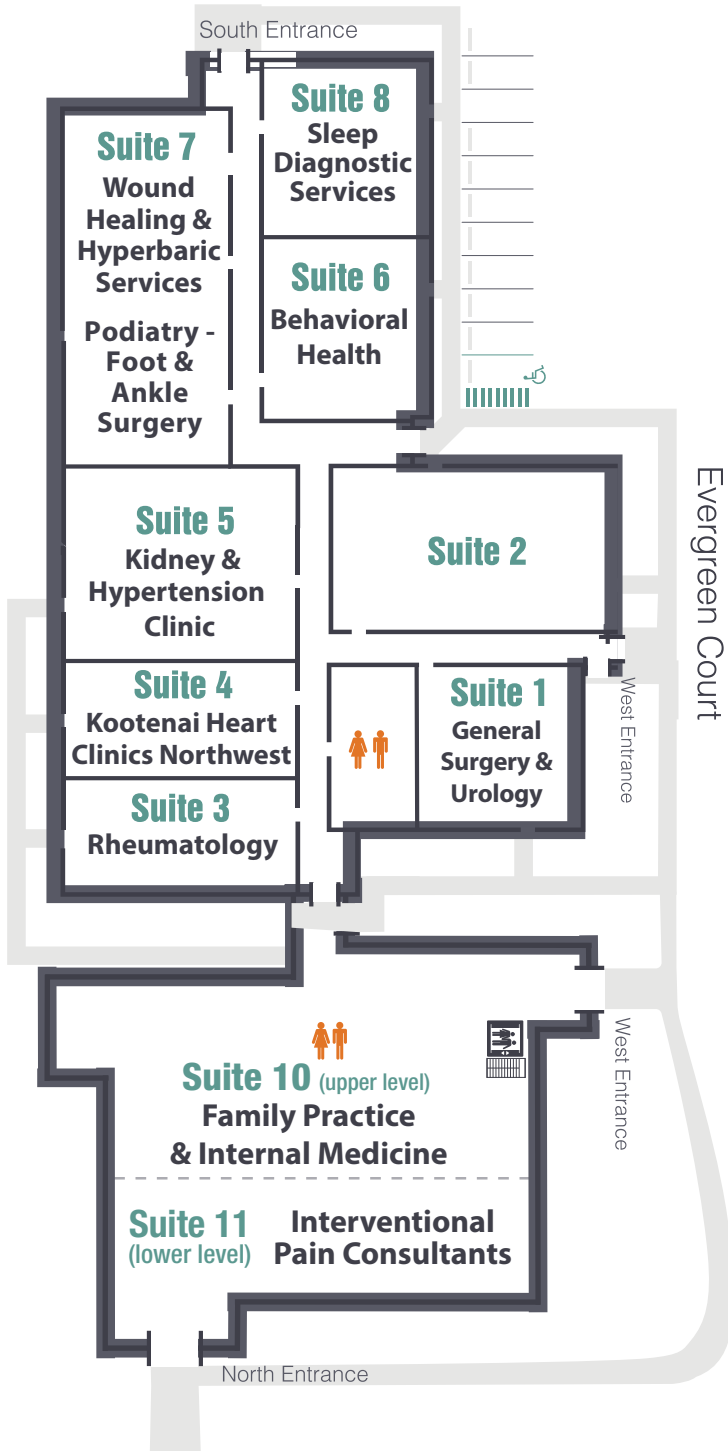 South Entrance
Suite 8
Sleep
Diagnostic
Services
Suite 7
Wound
Healing &
Hyperbaric
Services
Podiatry -
Foot &
Ankle
Surgery
Suite 6
Behavioral
Health
Suite 5
Kidney &
Hypertension
Clinic
Suite 2
Evergreen Court
Suite 4
Kootenai Heart
Clinics Northwest
Suite 1
General
Surgery &
Urology
West Entrance
Suite 3
Rheumatology
West Entrance
Suite 10 (upper level)
Family Practice
& Internal Medicine
Suite 11
(lower level)
Interventional
Pain Consultants
North Entrance